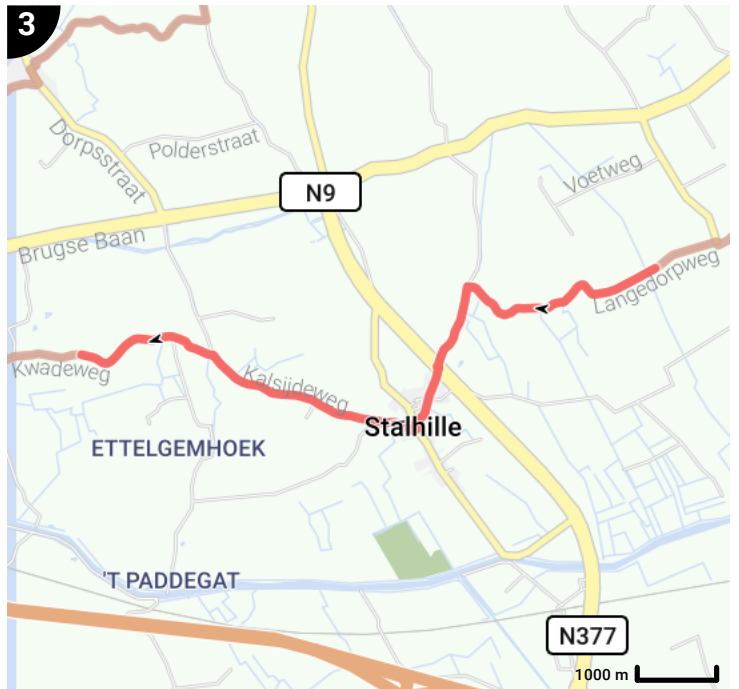 3
Dorpsstraat
Polderstraat
N9
Voetweg
Brugse Baan
Langedorpweg
Kwadeweg
Kalsijdeweg
Stalhille
ETTELGEMHOEK
'T PADDEGAT
N377
1000 m